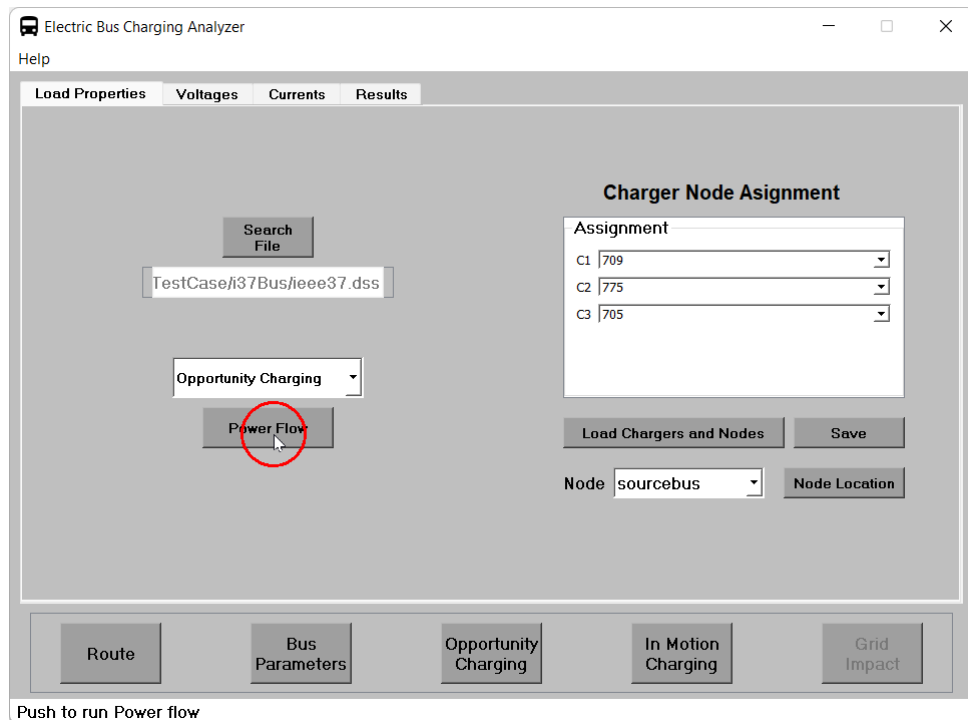 Electric Bus Charging Analyzer
Help
Load Properties Voltages Currents Results
Search
File
TestCase/i37Bus/ieee37.dss
Opportunity Charging
Power Flow
Charger Node Asignment
Assignment
C1 709
C2 775
C3 705
Load Chargers and Nodes Save
Node sourcebus Node Location
Route
Bus
Parameters
Opportunity
Charging
In Motion
Charging
Grid
Impact
Push to run Power flow